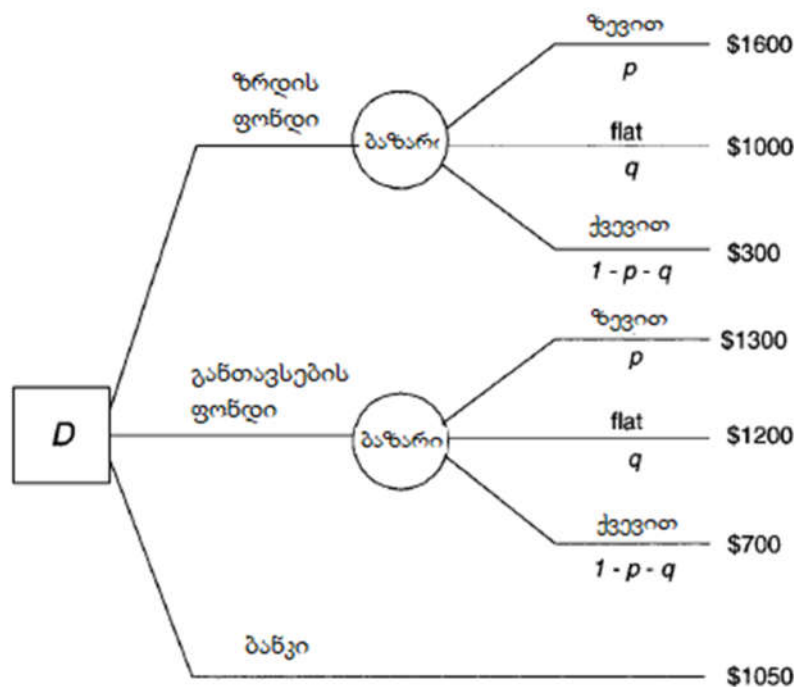 ზევით
$1600
p
ზრდის
ფონდი
ბაზარი
flat
$1000
q
ქვევით
$300
1 - p - q
ზევით
$1300
p
განთავსების
ფონდი
D
ბაზარი
flat
$1200
q
ქვევით
$700
1 - p - q
ბანკი
$1050